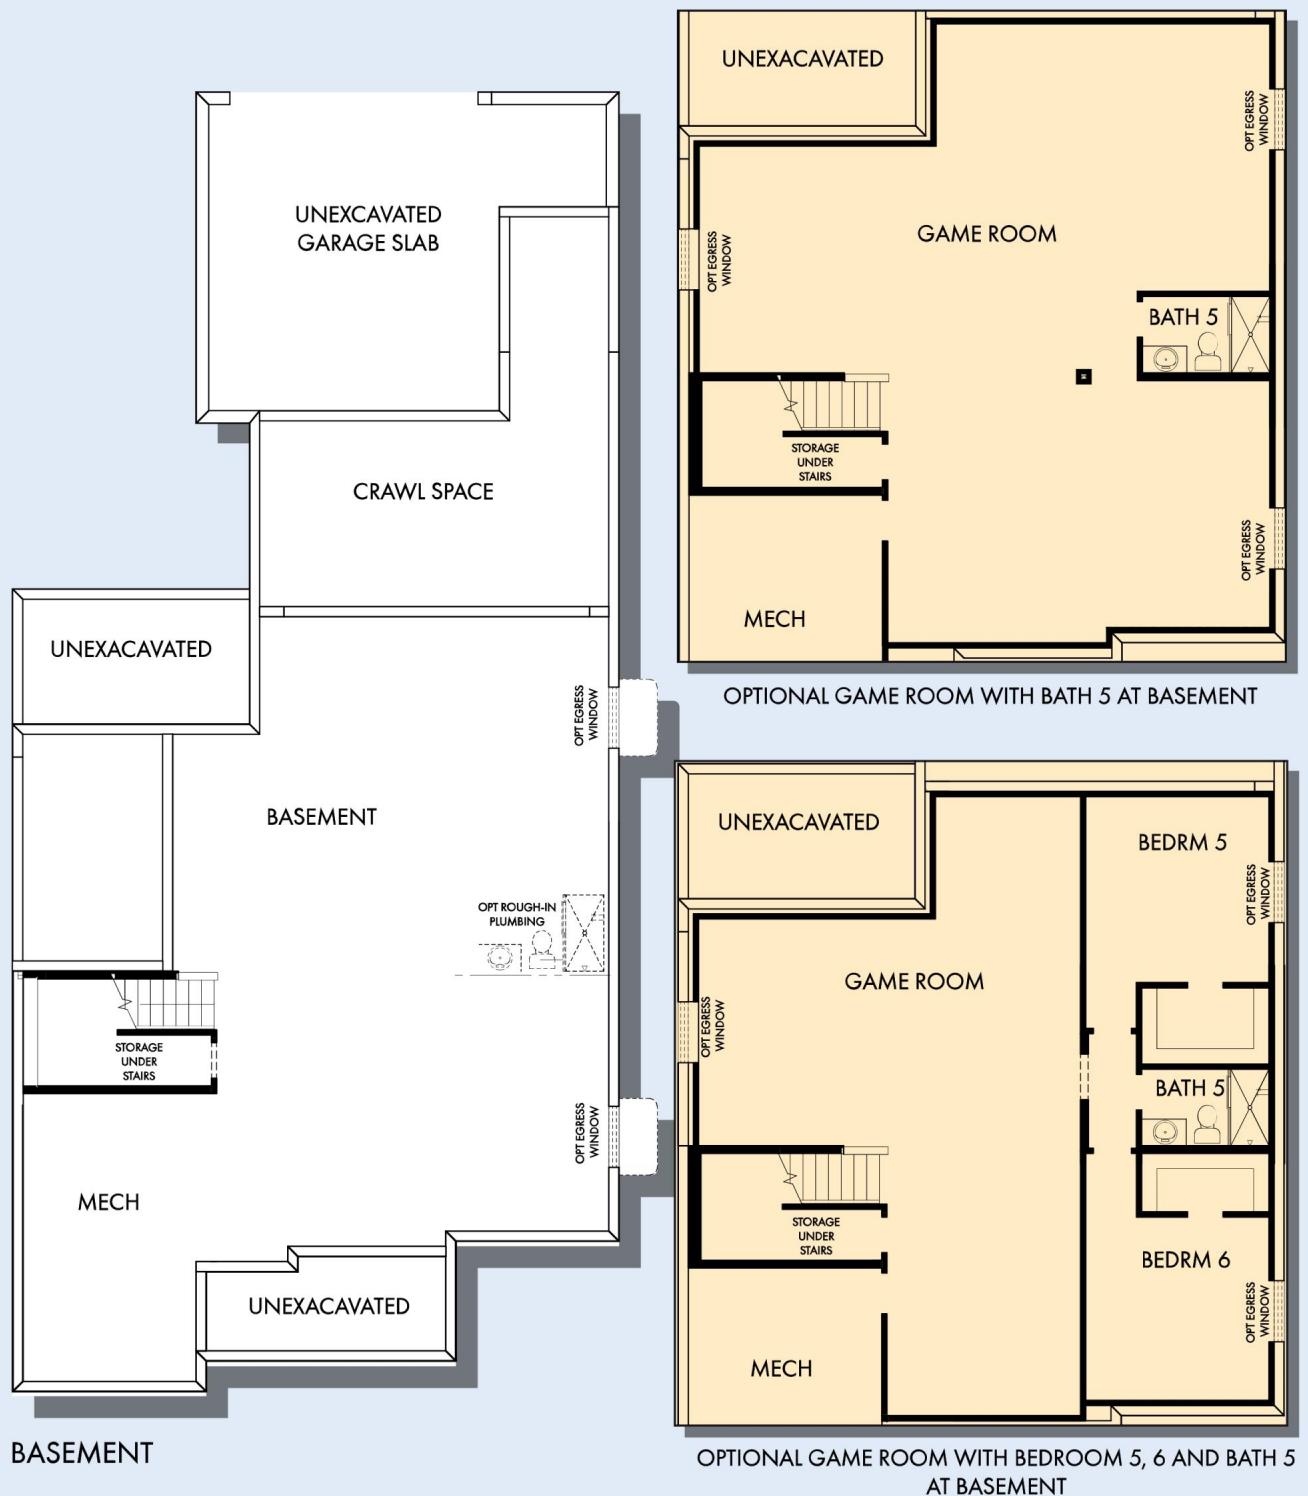 UNEXCAVATED
GARAGE SLAB
CRAWL SPACE
UNEXACAVATED
OPT EGRESS
WINDOW
BASEMENT
OPT ROUGH-IN
PLUMBING
STORAGE
UNDER
STAIRS
OPT EGRESS
WINDOW
MECH
UNEXACAVATED
BASEMENT
UNEXACAVATED
OPT EGRESS
WINDOW
GAME ROOM
OPT EGRESS
WINDOW
BATH 5
STORAGE
UNDER
STAIRS
OPT EGRESS
WINDOW
MECH
OPTIONAL GAME ROOM WITH BATH 5 AT BASEMENT
UNEXACAVATED
BEDRM 5
OPT EGRESS
WINDOW
GAME ROOM
OPT EGRESS
WINDOW
BATH 5
STORAGE
UNDER
STAIRS
BEDRM 6
OPT EGRESS
WINDOW
MECH
OPTIONAL GAME ROOM WITH BEDROOM 5, 6 AND BATH 5
AT BASEMENT